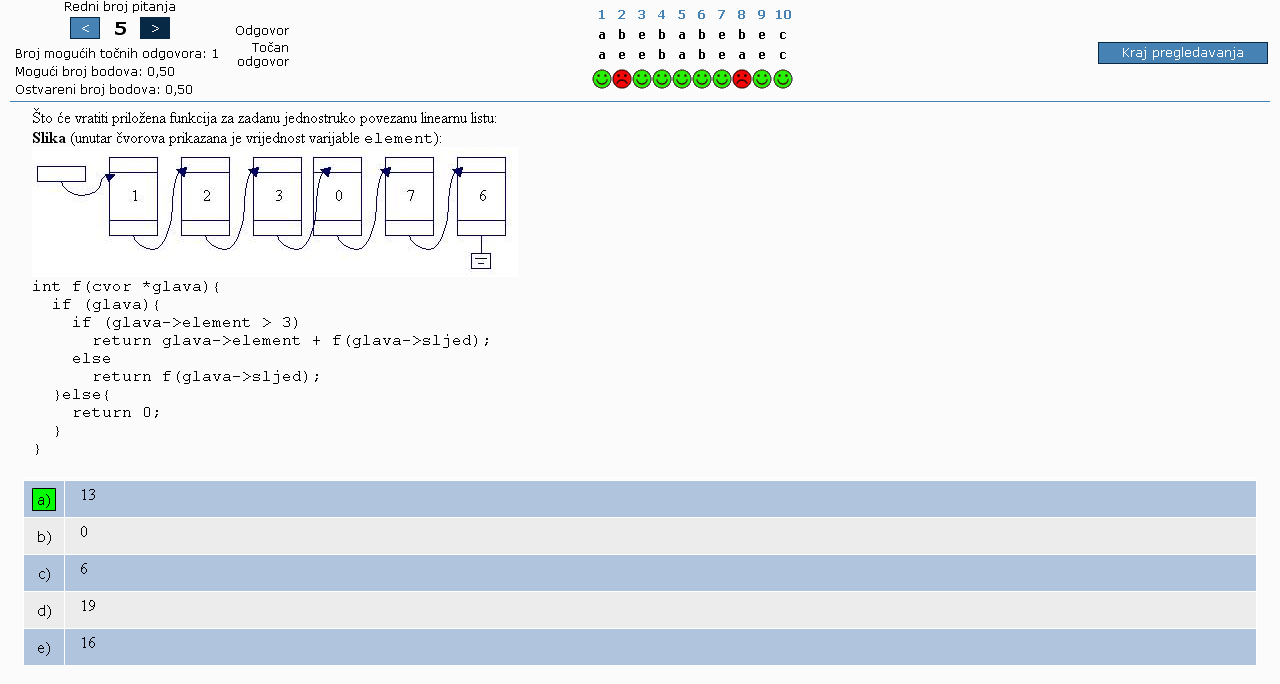 Redni broj pitanja
< 5 >
Broj mogućih točnih odgovora: 1
Mogući broj bodova: 0,50
Ostvareni broj bodova: 0,50
Odgovor
Točan
odgovor
1 2 3 4 5 6 7 8 9 10
a b e b a b e b e c
a e e b a b e a e c
Kraj pregledavanja
Što će vratiti priložena funkcija za zadanu jednostruko povezanu linearnu listu:
Slika (unutar čvorova prikazana je vrijednost varijable element):
1 2 3 0 7 6
int f(cvor *glava){
if (glava){
if (glava->element > 3)
return glava->element + f(glava->sljed);
else
return f(glava->sljed);
}else{
return 0;
}
}
a) 13
b) 0
c) 6
d) 19
e) 16